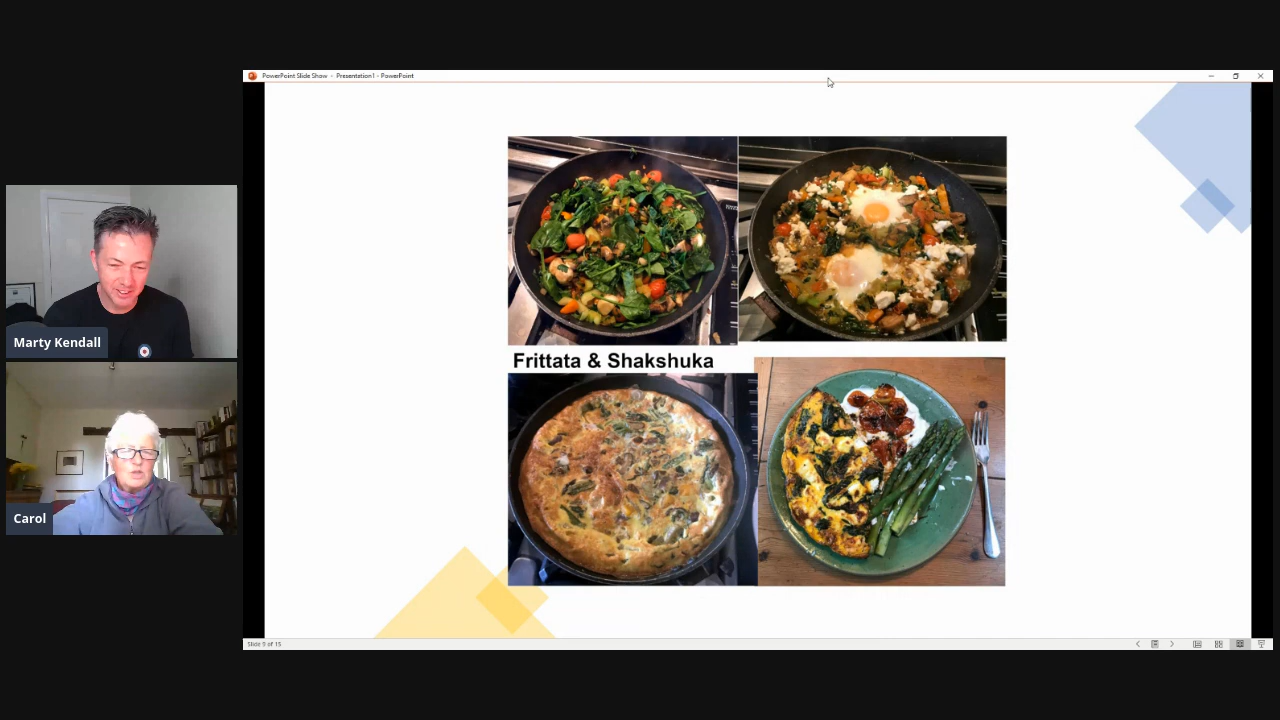 PowerPoint Slide Show - Presentation1 - PowerPoint
Marty Kendall
Carol
Frittata & Shakshuka